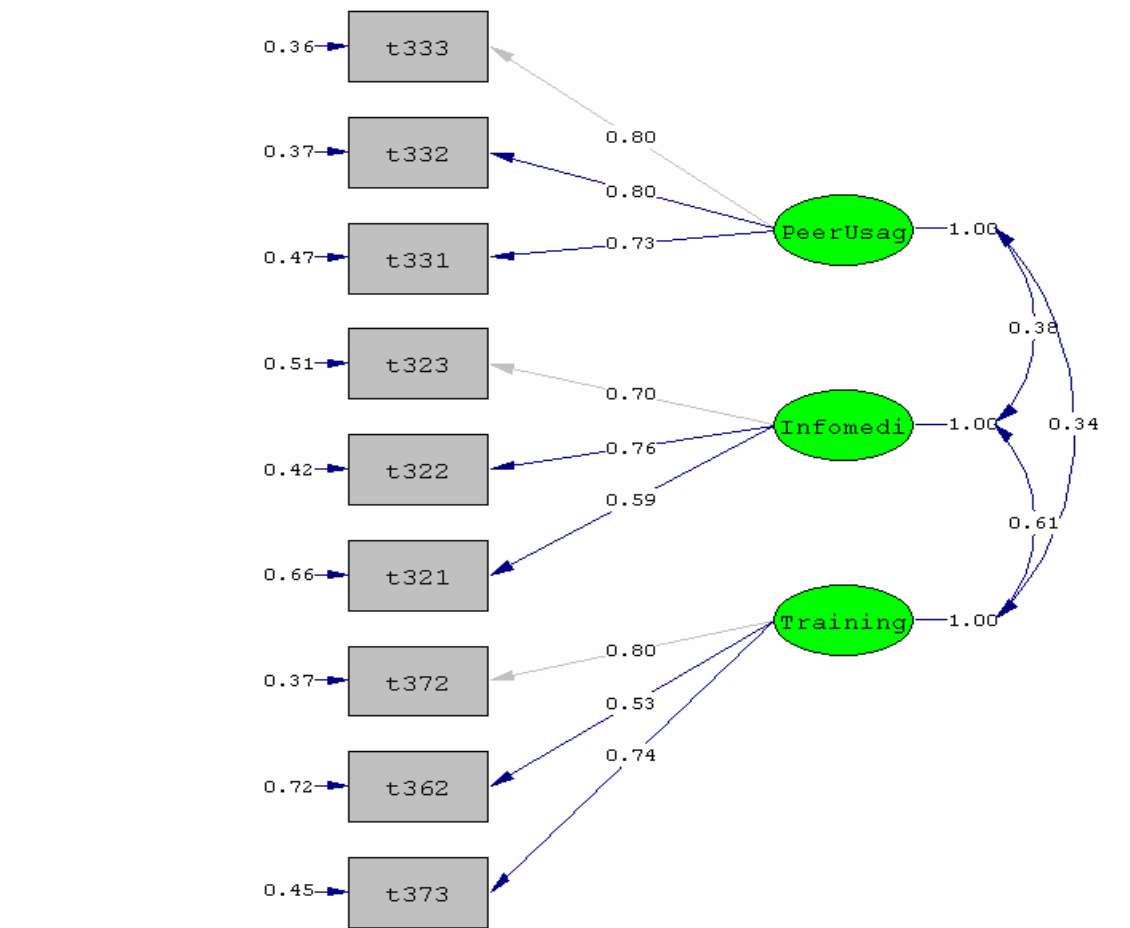 0.36 t333
0.80
0.37 t332
0.80
PeerUsag 1.00
0.73
0.47 t331
0.38
0.51 t323
0.70
Infomedi 1.00
0.34
0.76
0.42 t322
0.59
0.61
0.66 t321
Training 1.00
0.80
0.37 t372
0.53
0.74
0.72 t362
0.45 t373